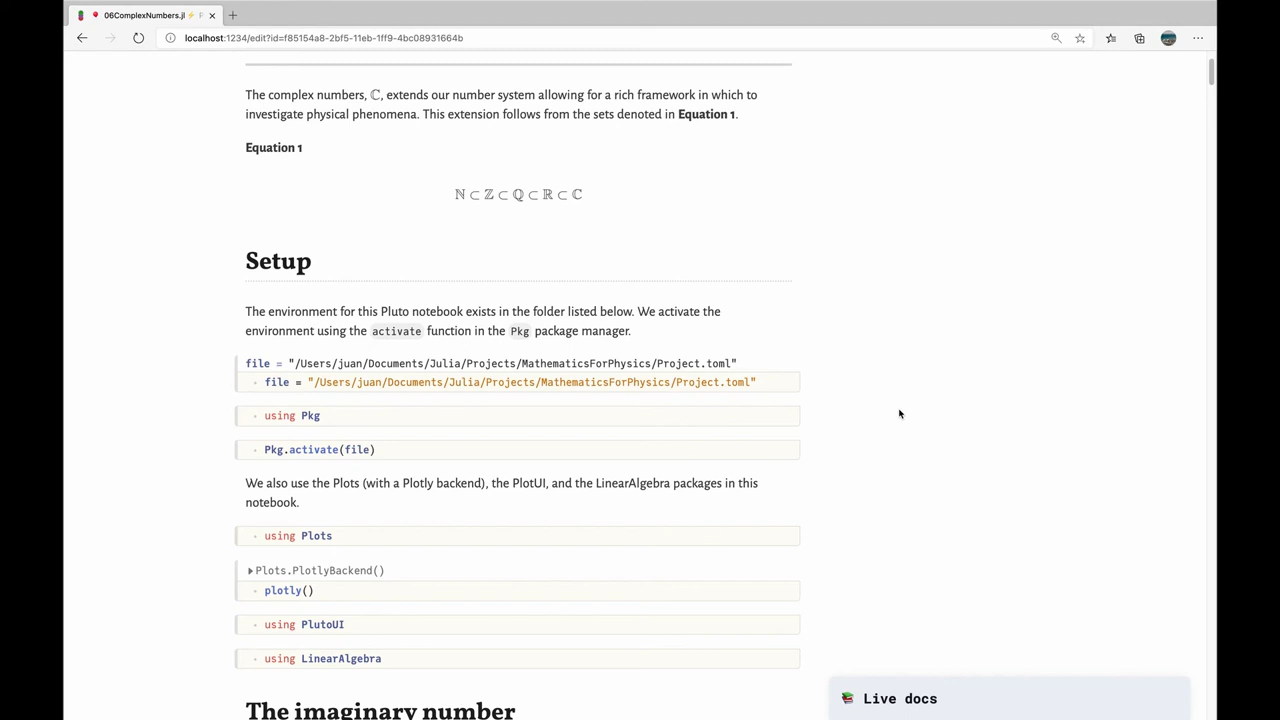 06ComplexNumbers.jl⚡ P
localhost:1234/edit?id=f85154a8-2bf5-11eb-1ff9-4bc08931664b
The complex numbers, ℂ, extends our number system allowing for a rich framework in which to
investigate physical phenomena. This extension follows from the sets denoted in Equation 1.
Equation 1
ℕ ⊂ ℤ ⊂ ℚ ⊂ ℝ ⊂ ℂ
Setup
The environment for this Pluto notebook exists in the folder listed below. We activate the
environment using the activate function in the Pkg package manager.
file = "/Users/juan/Documents/Julia/Projects/MathematicsForPhysics/Project.toml"
file = "/Users/juan/Documents/Julia/Projects/MathematicsForPhysics/Project.toml"
using Pkg
Pkg.activate(file)
We also use the Plots (with a Plotly backend), the PlotUI, and the LinearAlgebra packages in this
notebook.
using Plots
Plots.PlotlyBackend()
plotly()
using PlutoUI
using LinearAlgebra
The imaginary number
Live docs